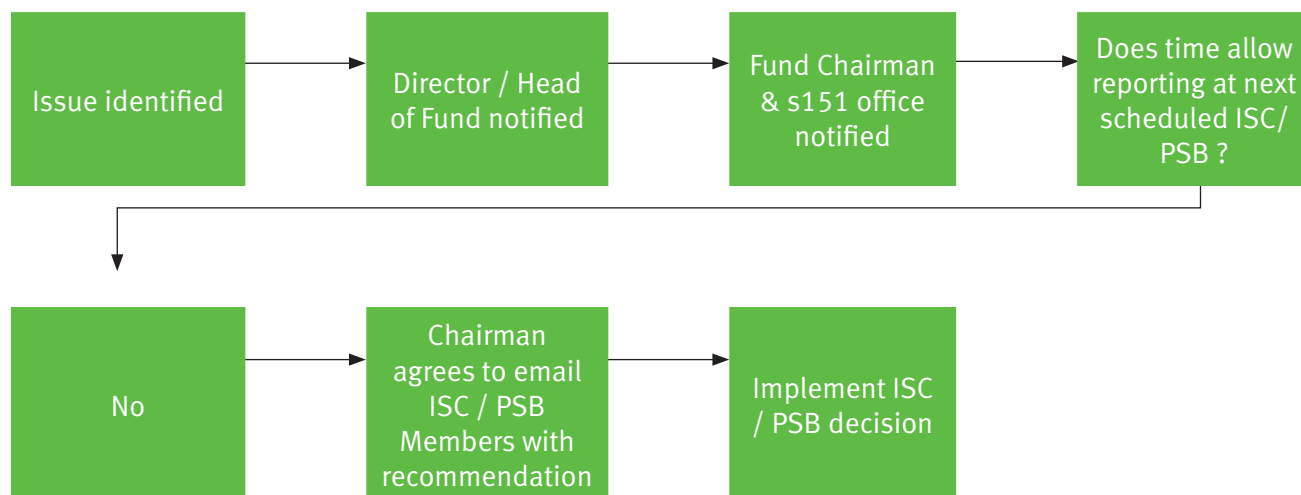 Issue identified
Director / Head
of Fund notified
Fund Chairman
& s151 office
notified
Does time allow
reporting at next
scheduled ISC/
PSB ?
No
Chairman
agrees to email
ISC / PSB
Members with
recommendation
Implement ISC
/ PSB decision